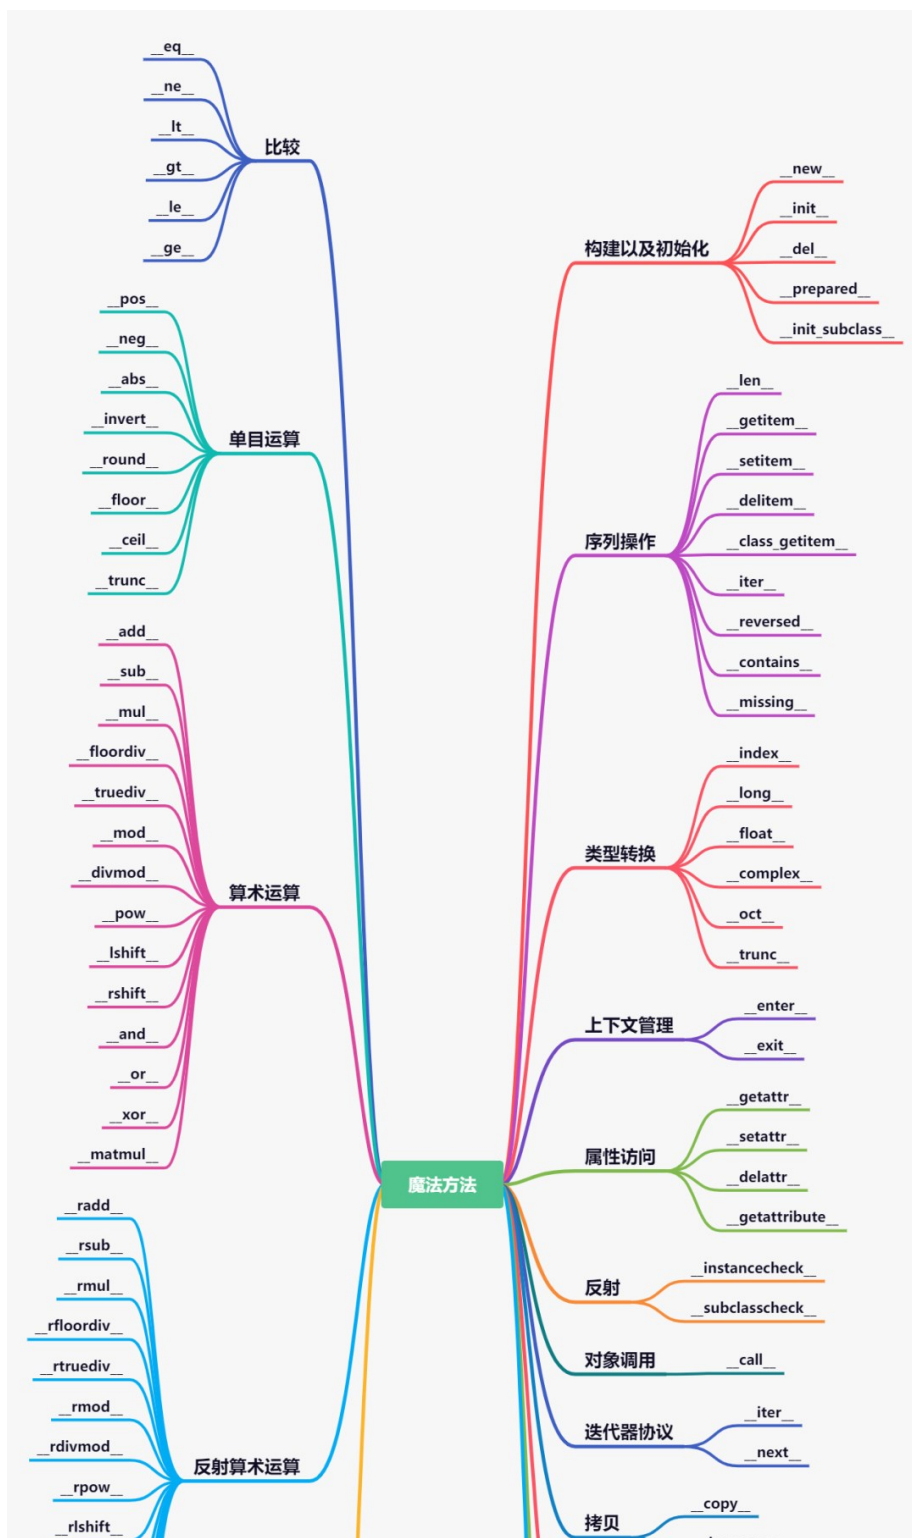 __eq__
__ne__
__lt__
__gt__
__le__
__ge__
比较
__pos__
__neg__
__abs__
__invert__
__round__
__floor__
__ceil__
__trunc__
单目运算
__add__
__sub__
__mul__
__floordiv__
__truediv__
__mod__
__divmod__
__pow__
__lshift__
__rshift__
__and__
__or__
__xor__
__matmul__
算术运算
__radd__
__rsub__
__rmul__
__rfloordiv__
__rtruediv__
__rmod__
__rdivmod__
__rpow__
__rlshift__
反射算术运算
魔法方法
构建以及初始化
__new__
__init__
__del__
__prepared__
__init_subclass__
序列操作
__len__
__getitem__
__setitem__
__delitem__
__class_getitem__
__iter__
__reversed__
__contains__
__missing__
类型转换
__index__
__long__
__float__
__complex__
__oct__
__trunc__
上下文管理
__enter__
__exit__
属性访问
__getattr__
__setattr__
__delattr__
__getattribute__
反射
__instancecheck__
__subclasscheck__
对象调用
__call__
迭代器协议
__iter__
__next__
拷贝
__copy__